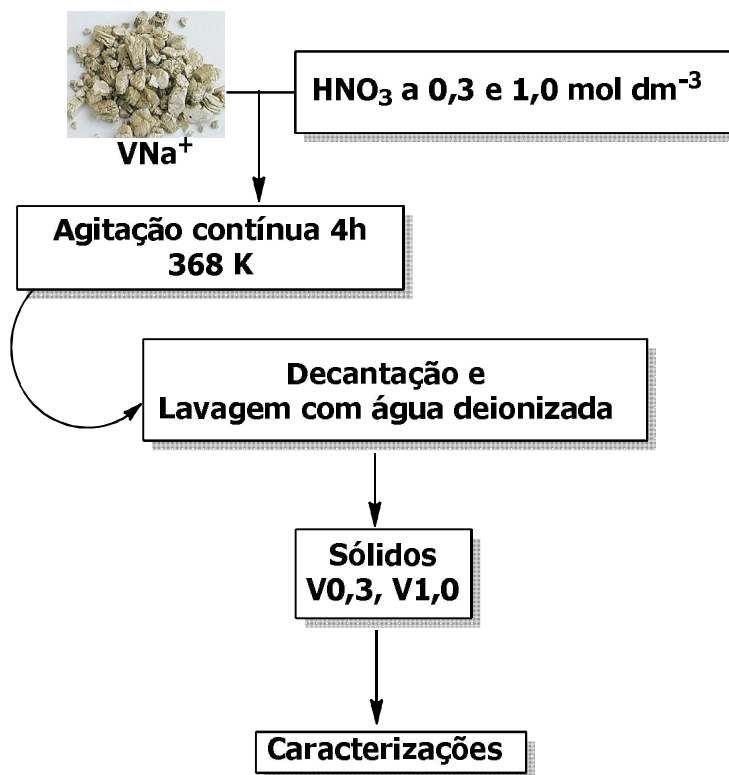 HNO₃ a 0,3 e 1,0 mol dm⁻³
VNa⁺
Agitação contínua 4h
368 K
Decantação e
Lavagem com água deionizada
Sólidos
V0,3, V1,0
Caracterizações